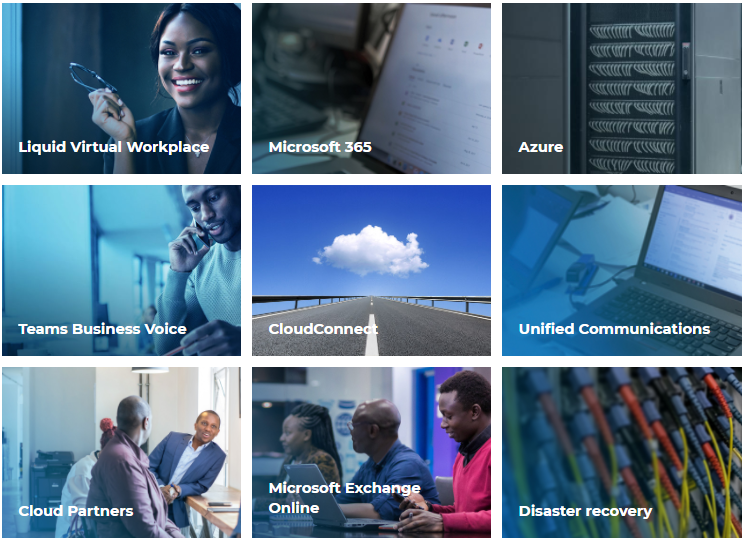 Liquid Virtual Workplace
Microsoft 365
Azure
Teams Business Voice
CloudConnect
Unified Communications
Cloud Partners
Microsoft Exchange
Online
Disaster recovery